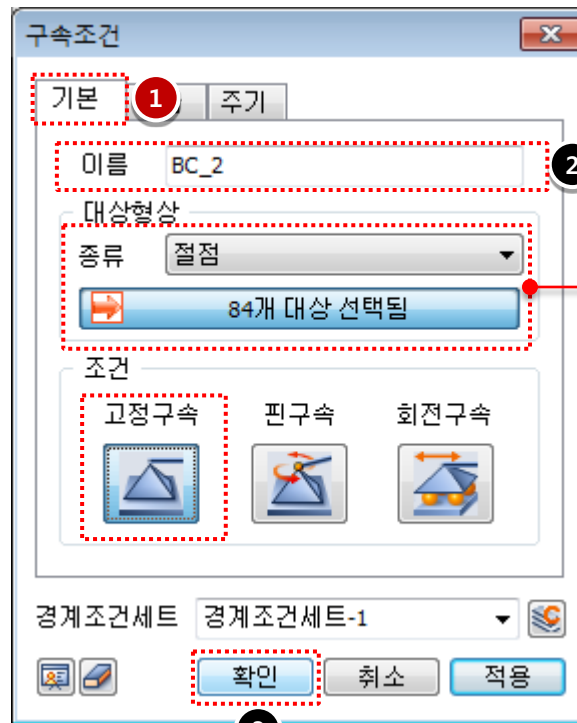 구속조건
기본 1 주기
이름 BC_2 2
대상형상
종류 절점
84개 대상 선택됨
조건
고정구속 핀구속 회전구속
경계조건세트 경계조건세트-1
확인 취소 적용